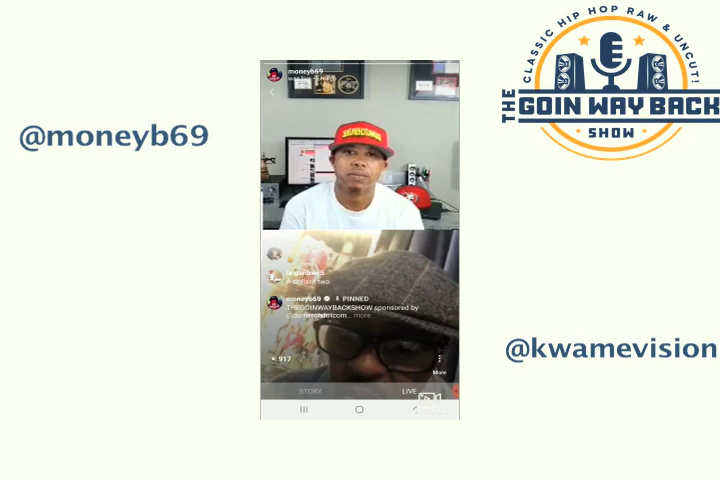 CLASSIC HIP HOP RAW & UNCUT!
THE
GOIN WAY BACK
SHOW
@moneyb69
moneyb69
moneyb69 PINNED
THEGOINWAYBACKSHOW sponsored by
... more
917
More
STORY
LIVE
@kwamevision